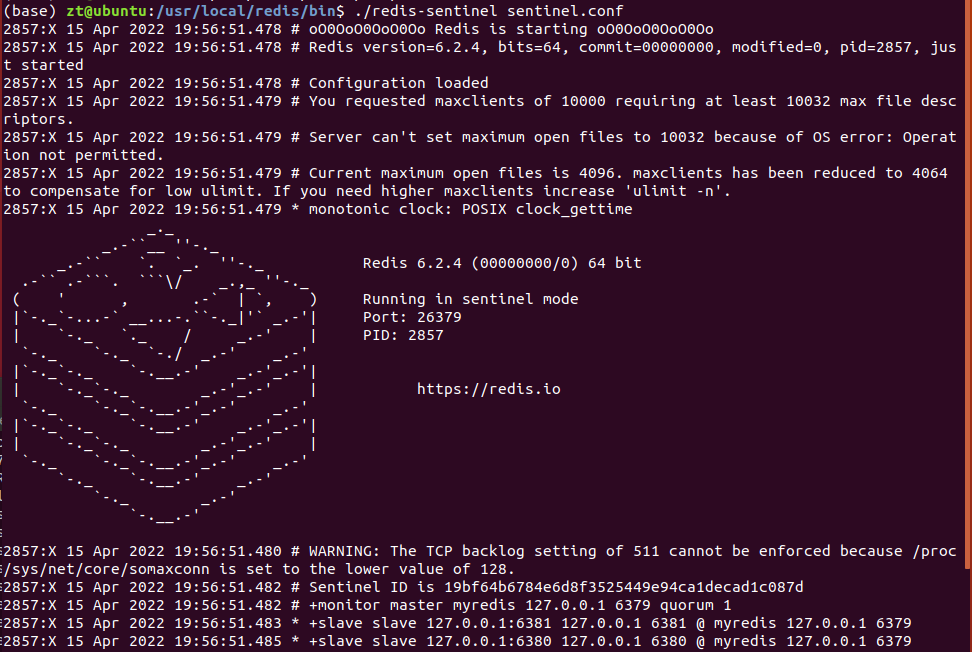 (base) zt@ubuntu:/usr/local/redis/bin$ ./redis-sentinel sentinel.conf
2857:X 15 Apr 2022 19:56:51.478 # oO0OoO0OoO0Oo Redis is starting oO0OoO0OoO0Oo
2857:X 15 Apr 2022 19:56:51.478 # Redis version=6.2.4, bits=64, commit=00000000, modified=0, pid=2857, jus
t started
2857:X 15 Apr 2022 19:56:51.478 # Configuration loaded
2857:X 15 Apr 2022 19:56:51.479 # You requested maxclients of 10000 requiring at least 10032 max file desc
riptors.
2857:X 15 Apr 2022 19:56:51.479 # Server can't set maximum open files to 10032 because of OS error: Operat
ion not permitted.
2857:X 15 Apr 2022 19:56:51.479 # Current maximum open files is 4096. maxclients has been reduced to 4064
to compensate for low ulimit. If you need higher maxclients increase 'ulimit -n'.
2857:X 15 Apr 2022 19:56:51.479 * monotonic clock: POSIX clock_gettime
Redis 6.2.4 (00000000/0) 64 bit
Running in sentinel mode
Port: 26379
PID: 2857
https://redis.io
2857:X 15 Apr 2022 19:56:51.480 # WARNING: The TCP backlog setting of 511 cannot be enforced because /proc
/sys/net/core/somaxconn is set to the lower value of 128.
2857:X 15 Apr 2022 19:56:51.482 # Sentinel ID is 19bf64b6784e6d8f3525449e94ca1decad1c087d
2857:X 15 Apr 2022 19:56:51.482 # +monitor master myredis 127.0.0.1 6379 quorum 1
2857:X 15 Apr 2022 19:56:51.483 * +slave slave 127.0.0.1:6381 127.0.0.1 6381 @ myredis 127.0.0.1 6379
2857:X 15 Apr 2022 19:56:51.485 * +slave slave 127.0.0.1:6380 127.0.0.1 6380 @ myredis 127.0.0.1 6379